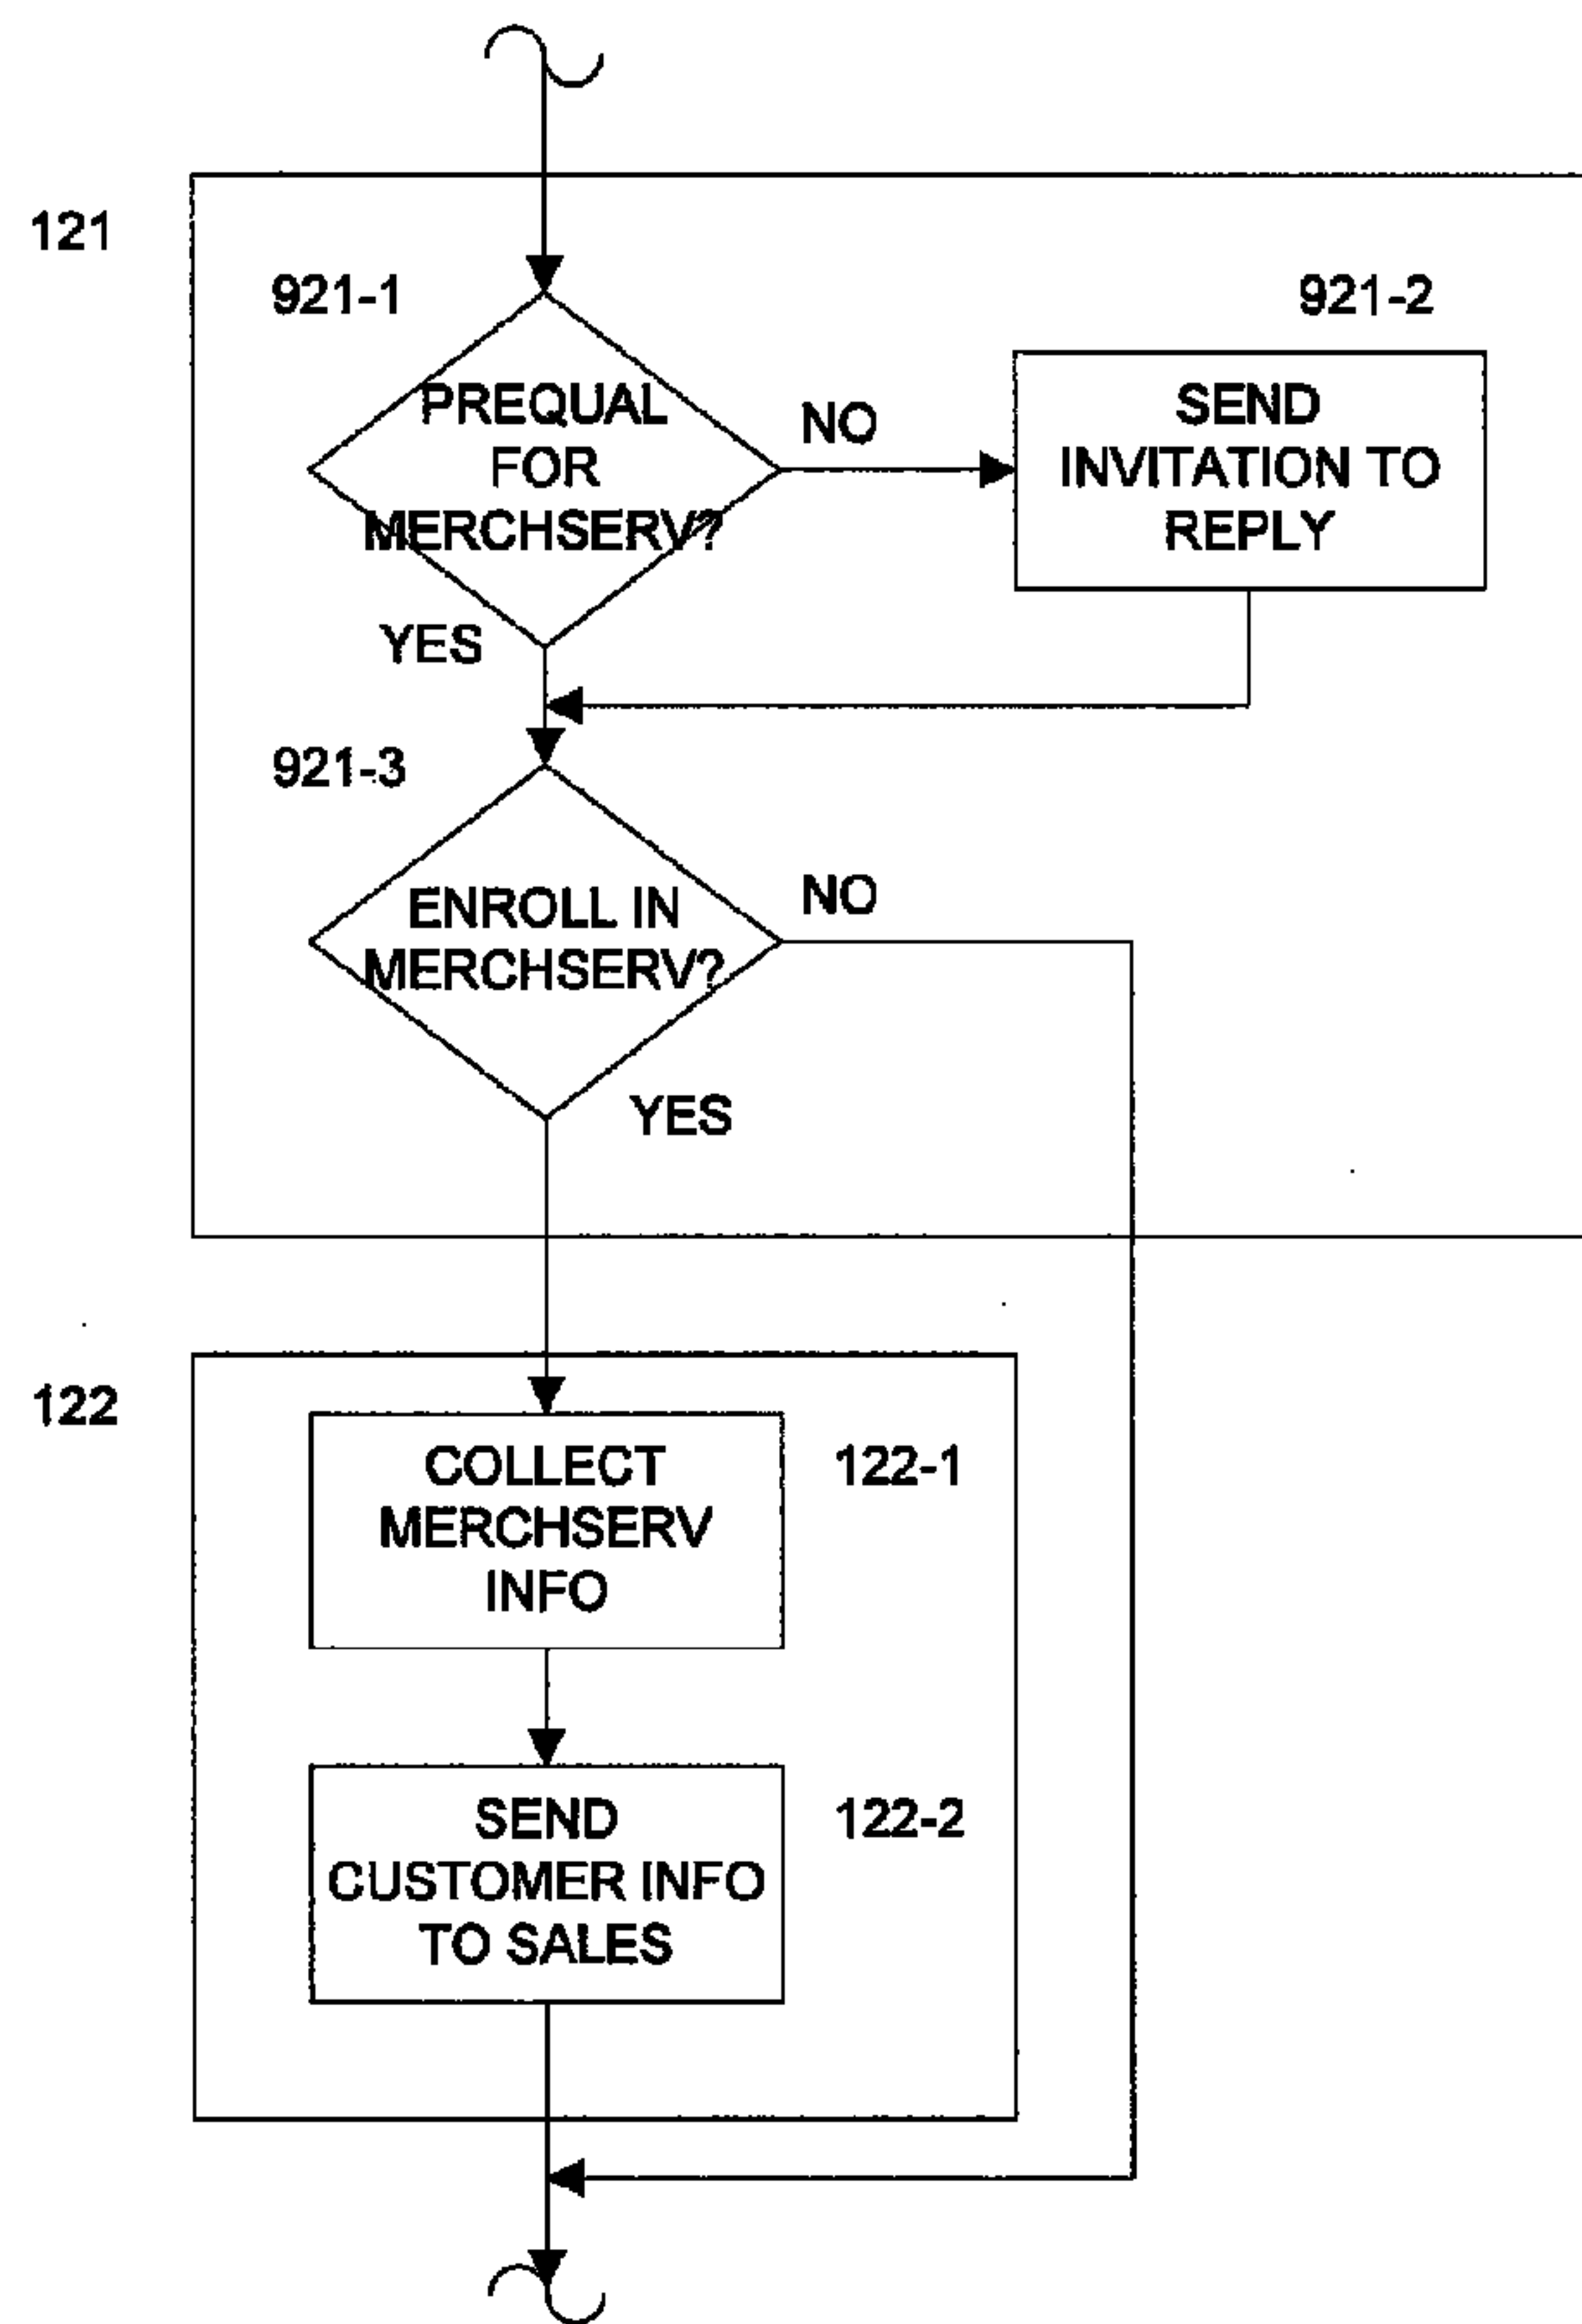 121
921-1
921-2
PREQUAL
FOR
MERCHSERV?
NO
SEND
INVITATION TO
REPLY
YES
921-3
ENROLL IN
MERCHSERV?
NO
YES
122
COLLECT
MERCHSERV
INFO
122-1
SEND
CUSTOMER INFO
TO SALES
122-2